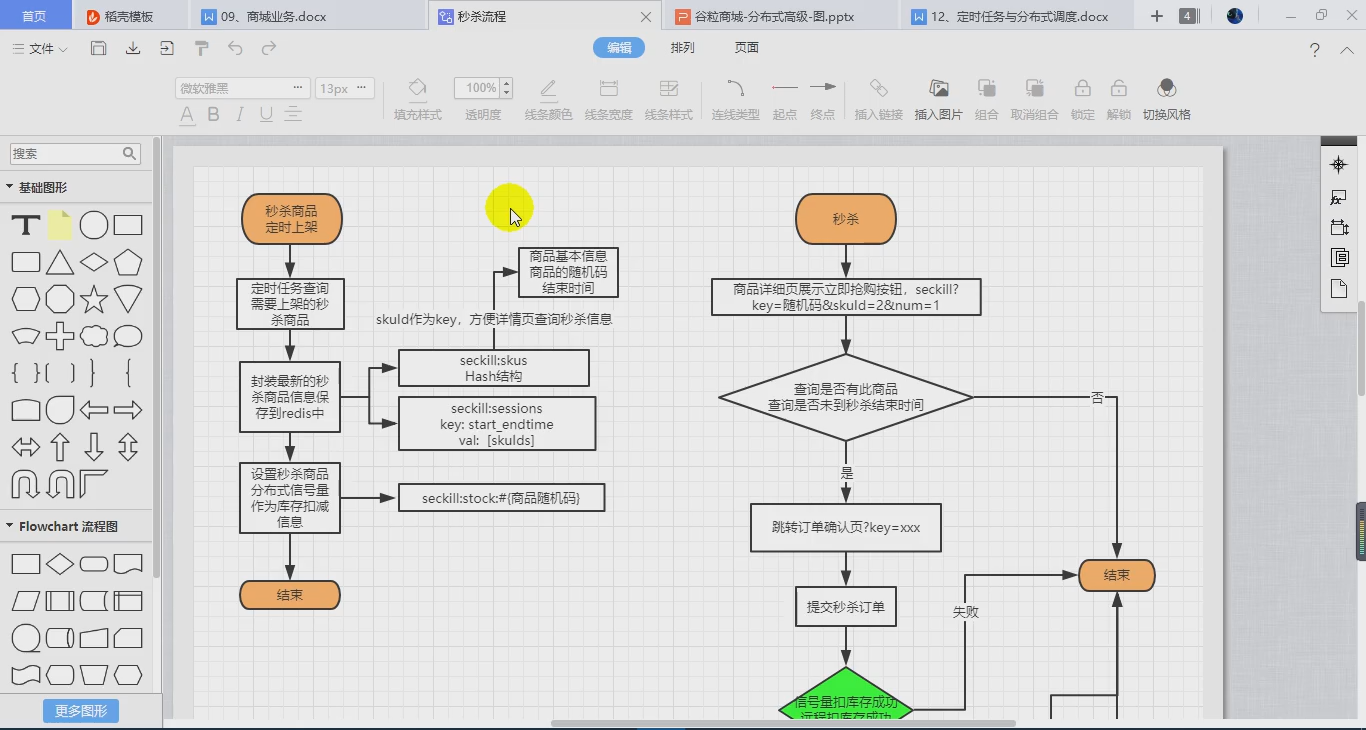 首页
稻壳模板
09、商城业务.docx
秒杀流程
谷粒商城-分布式高级-图.pptx
12、定时任务与分布式调度.docx
4
文件
编辑
排列
页面
?
微软雅黑
13px
A B I U
填充样式
100%
透明度
线条颜色
线条宽度
线条样式
连线类型
起点
终点
插入链接
插入图片
组合
取消组合
锁定
解锁
切换风格
搜索
基础图形
T
Flowchart 流程图
更多图形
秒杀商品
定时上架
定时任务查询
需要上架的秒
杀商品
封装最新的秒
杀商品信息保
存到redis中
设置秒杀商品
分布式信号量
作为库存扣减
信息
结束
商品基本信息
商品的随机码
结束时间
skuId作为key，方便详情页查询秒杀信息
seckill:skus
Hash结构
seckill:sessions
key: start_endtime
val:  [skuIds]
seckill:stock:#{商品随机码}
秒杀
商品详细页展示立即抢购按钮，seckill?
key=随机码&skuId=2&num=1
查询是否有此商品
查询是否未到秒杀结束时间
否
是
跳转订单确认页?key=xxx
提交秒杀订单
失败
结束
信号量扣库存成功
远程扣库存成功